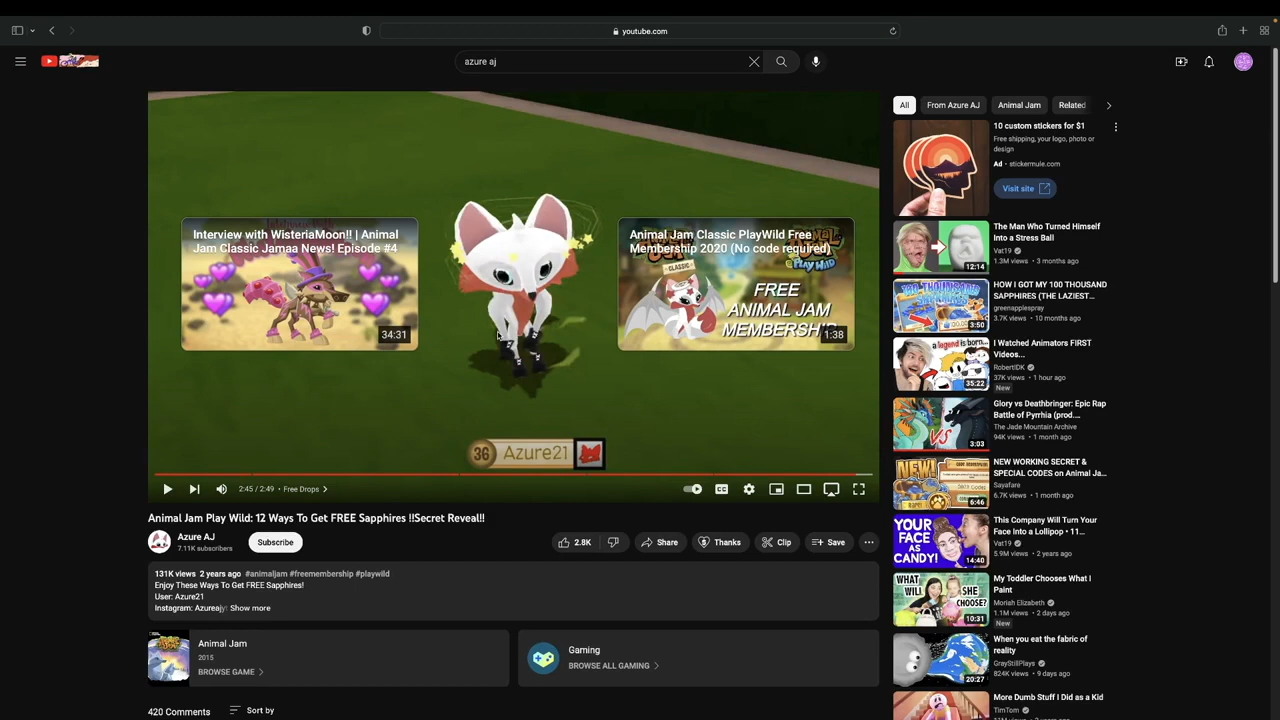 youtube.com
azure aj
Interview with WisteriaMoon!! | Animal
Jam Classic Jamaa News! Episode #4
34:31
Animal Jam Classic PlayWild Free
Membership 2020 (No code required)
CLASSIC
Play Wild
FREE
ANIMAL JAM
MEMBERSHIP
1:38
36 Azure21
2:45 / 2:49 • Free Drops
CC
Animal Jam Play Wild: 12 Ways To Get FREE Sapphires !!Secret Reveal!!
Azure AJ
7.11K subscribers
Subscribe
2.8K
Share
Thanks
Clip
Save
131K views 2 years ago #animaljam #freemembership #playwild
Enjoy These Ways To Get FREE Sapphires!
User: Azure21
Instagram: Azureajyt Show more
Animal Jam
2015
BROWSE GAME
Gaming
BROWSE ALL GAMING
420 Comments
Sort by
All
From Azure AJ
Animal Jam
Related
10 custom stickers for $1
Free shipping, your logo, photo or
design
Ad • stickermule.com
Visit site
The Man Who Turned Himself
Into a Stress Ball
Vat19
1.3M views • 3 months ago
12:14
HOW I GOT MY 100 THOUSAND
SAPPHIRES (THE LAZIEST...
greenapplespray
3.7K views • 10 months ago
3:50
I Watched Animators FIRST
Videos...
RobertIDK
37K views • 1 hour ago
New
a legend is born...
35:22
Glory vs Deathbringer: Epic Rap
Battle of Pyrrhia (prod....
The Jade Mountain Archive
94K views • 1 month ago
VS
3:03
NEW WORKING SECRET &
SPECIAL CODES on Animal Ja...
Sayafare
6.7K views • 1 month ago
NEW!
6:46
This Company Will Turn Your
Face Into a Lollipop • 11...
Vat19
5.9M views • 2 years ago
YOUR
FACE
AS
CANDY!
14:40
My Toddler Chooses What I
Paint
Moriah Elizabeth
1.1M views • 2 days ago
New
WHAT
WILL
SHE
CHOOSE?
10:31
When you eat the fabric of
reality
GrayStillPlays
824K views • 9 days ago
20:27
More Dumb Stuff I Did as a Kid
TimTom